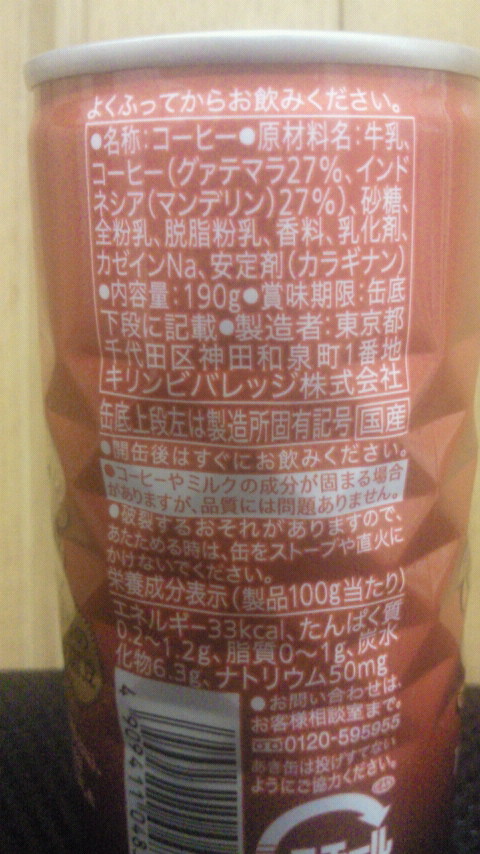 よくふってからお飲みください。
●名称:コーヒー●原材料名:牛乳、
コーヒー(グァテマラ27%、インド
ネシア(マンデリン)27%)、砂糖、
全粉乳、脱脂粉乳、香料、乳化剤、
カゼインNa、安定剤(カラギナン)
●内容量:190g●賞味期限:缶底
下段に記載●製造者:東京都
千代田区神田和泉町1番地
キリンビバレッジ株式会社
缶底上段左は製造所固有記号 国産
●開缶後はすぐにお飲みください。
●コーヒーやミルクの成分が固まる場合
がありますが、品質には問題ありません。
●破裂するおそれがありますので、
あたためる時は、缶をストーブや直火に
かけないでください。
栄養成分表示(製品100g当たり)
エネルギー33kcal、たんぱく質
0.2~1.2g、脂質0~1g、炭水
化物6.3g、ナトリウム50mg
●お問い合わせは、
お客様相談室まで。
0120-595955
あき缶は投げすてない
ようにご協力ください。
スチール
4 909411 048